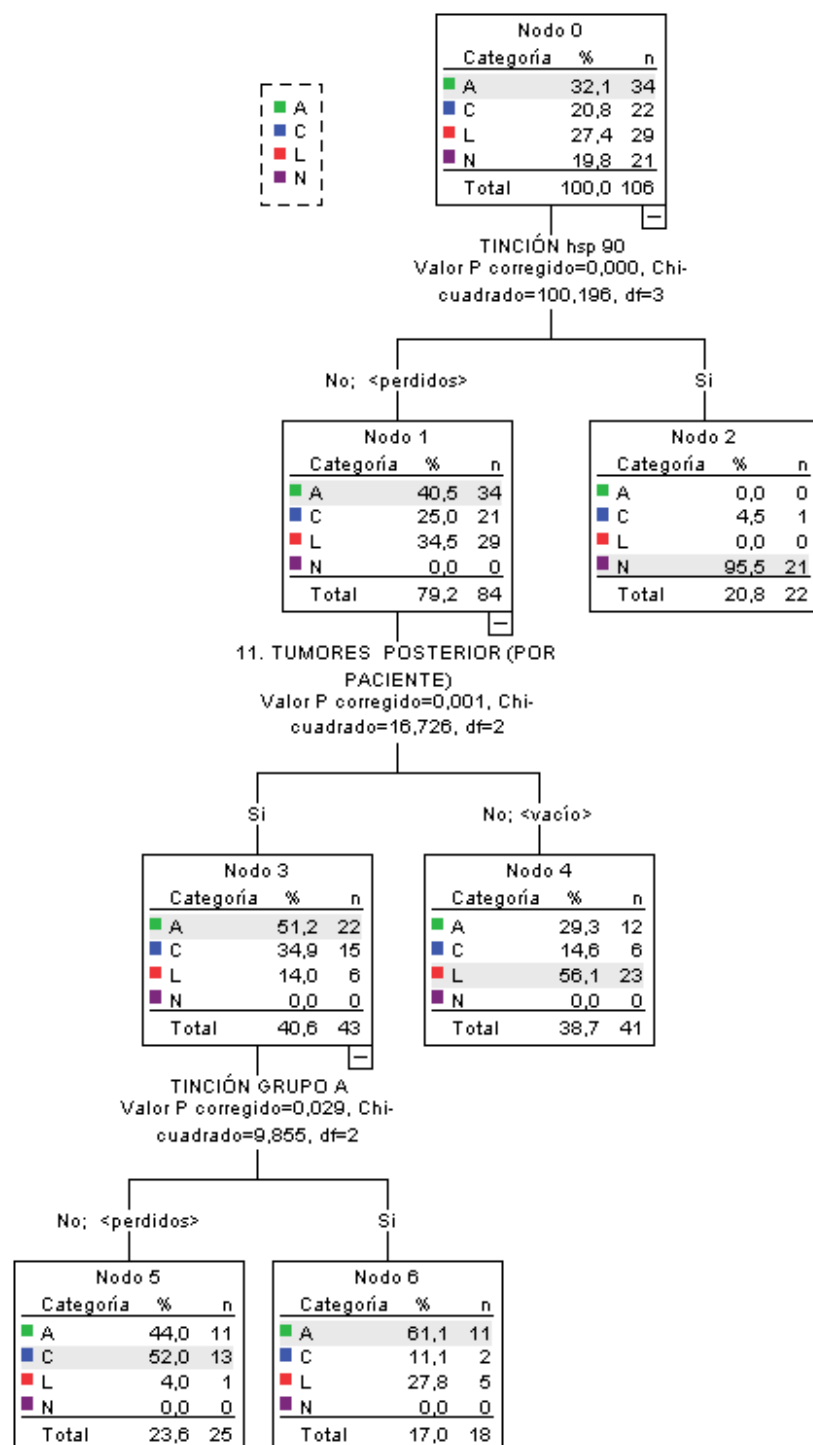 Nodo 0
Categoría % n
A 32,1 34
C 20,8 22
L 27,4 29
N 19,8 21
Total 100,0 106
A
C
L
N
TINCIÓN hsp 90
Valor P corregido=0,000, Chi-
cuadrado=100,196, df=3
No; <perdidos>
Si
Nodo 1
Categoría % n
A 40,5 34
C 25,0 21
L 34,5 29
N 0,0 0
Total 79,2 84
Nodo 2
Categoría % n
A 0,0 0
C 4,5 1
L 0,0 0
N 95,5 21
Total 20,8 22
11. TUMORES POSTERIOR (POR
PACIENTE)
Valor P corregido=0,001, Chi-
cuadrado=16,726, df=2
Si
No; <vacío>
Nodo 3
Categoría % n
A 51,2 22
C 34,9 15
L 14,0 6
N 0,0 0
Total 40,6 43
Nodo 4
Categoría % n
A 29,3 12
C 14,6 6
L 56,1 23
N 0,0 0
Total 38,7 41
TINCIÓN GRUPO A
Valor P corregido=0,029, Chi-
cuadrado=9,855, df=2
No; <perdidos>
Si
Nodo 5
Categoría % n
A 44,0 11
C 52,0 13
L 4,0 1
N 0,0 0
Total 23,6 25
Nodo 6
Categoría % n
A 61,1 11
C 11,1 2
L 27,8 5
N 0,0 0
Total 17,0 18